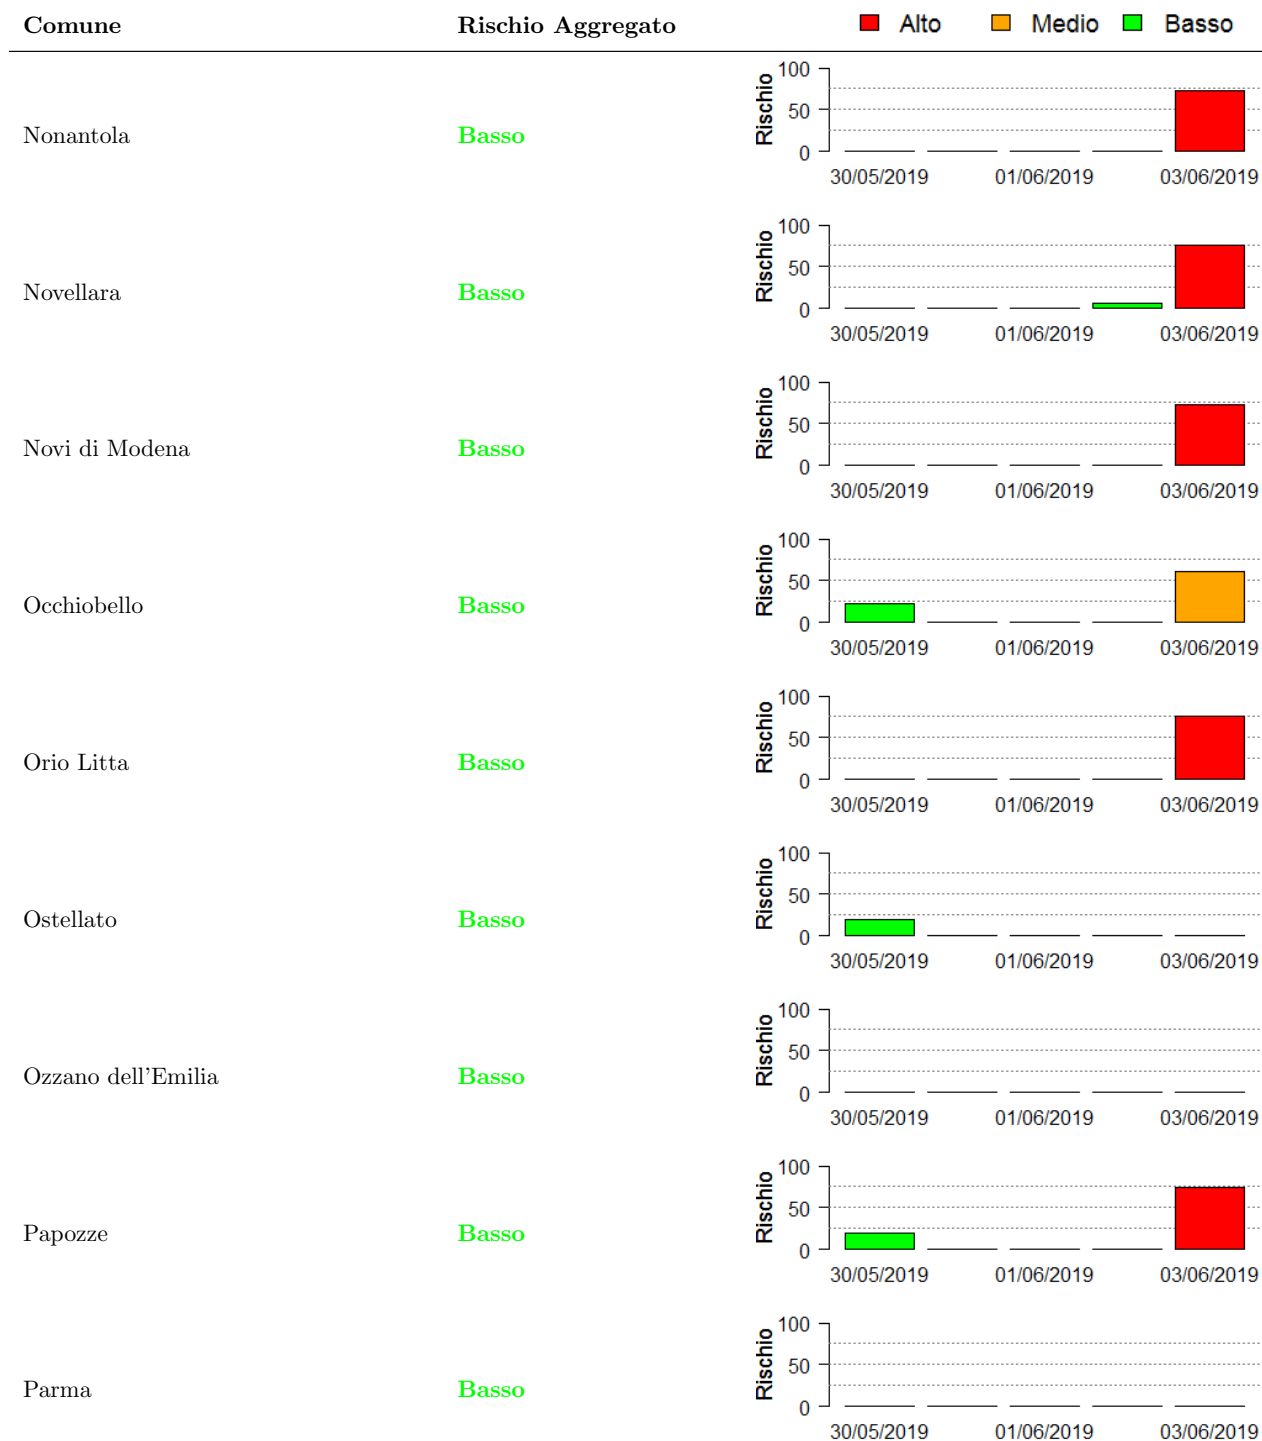 Comune Rischio Aggregato Alto Medio Basso
Nonantola Basso Rischio 100 50 0
30/05/2019 01/06/2019 03/06/2019
Novellara Basso Rischio 100 50 0
30/05/2019 01/06/2019 03/06/2019
Novi di Modena Basso Rischio 100 50 0
30/05/2019 01/06/2019 03/06/2019
Occhiobello Basso Rischio 100 50 0
30/05/2019 01/06/2019 03/06/2019
Orio Litta Basso Rischio 100 50 0
30/05/2019 01/06/2019 03/06/2019
Ostellato Basso Rischio 100 50 0
30/05/2019 01/06/2019 03/06/2019
Ozzano dell'Emilia Basso Rischio 100 50 0
30/05/2019 01/06/2019 03/06/2019
Papozze Basso Rischio 100 50 0
30/05/2019 01/06/2019 03/06/2019
Parma Basso Rischio 100 50 0
30/05/2019 01/06/2019 03/06/2019